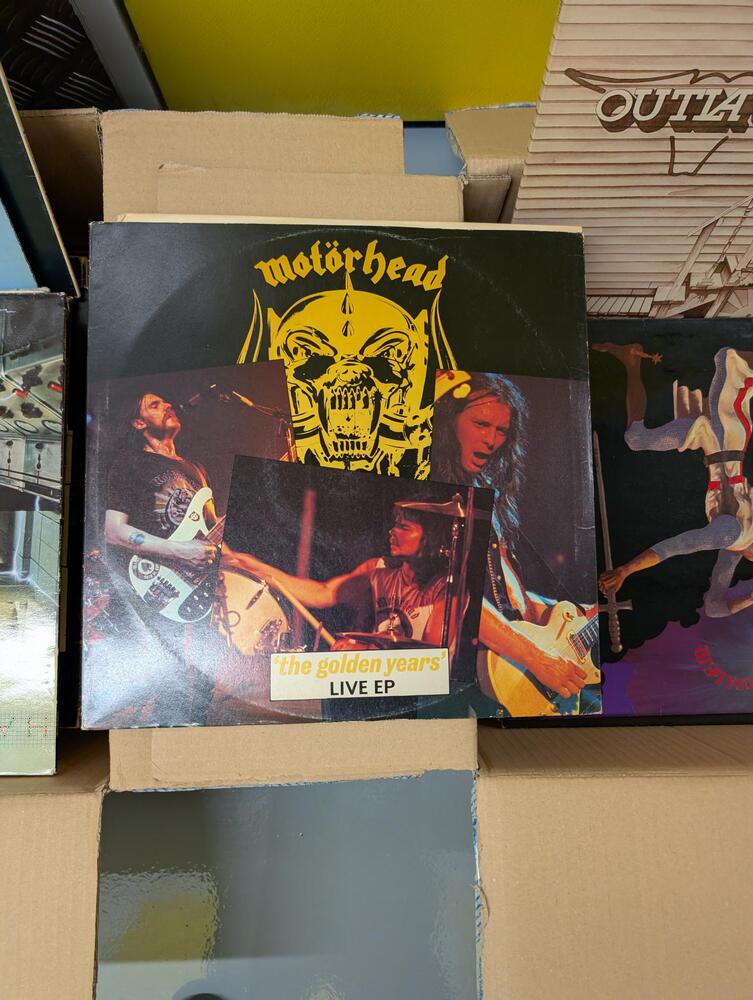 OUTLA
motörhead
'the golden years'
LIVE EP